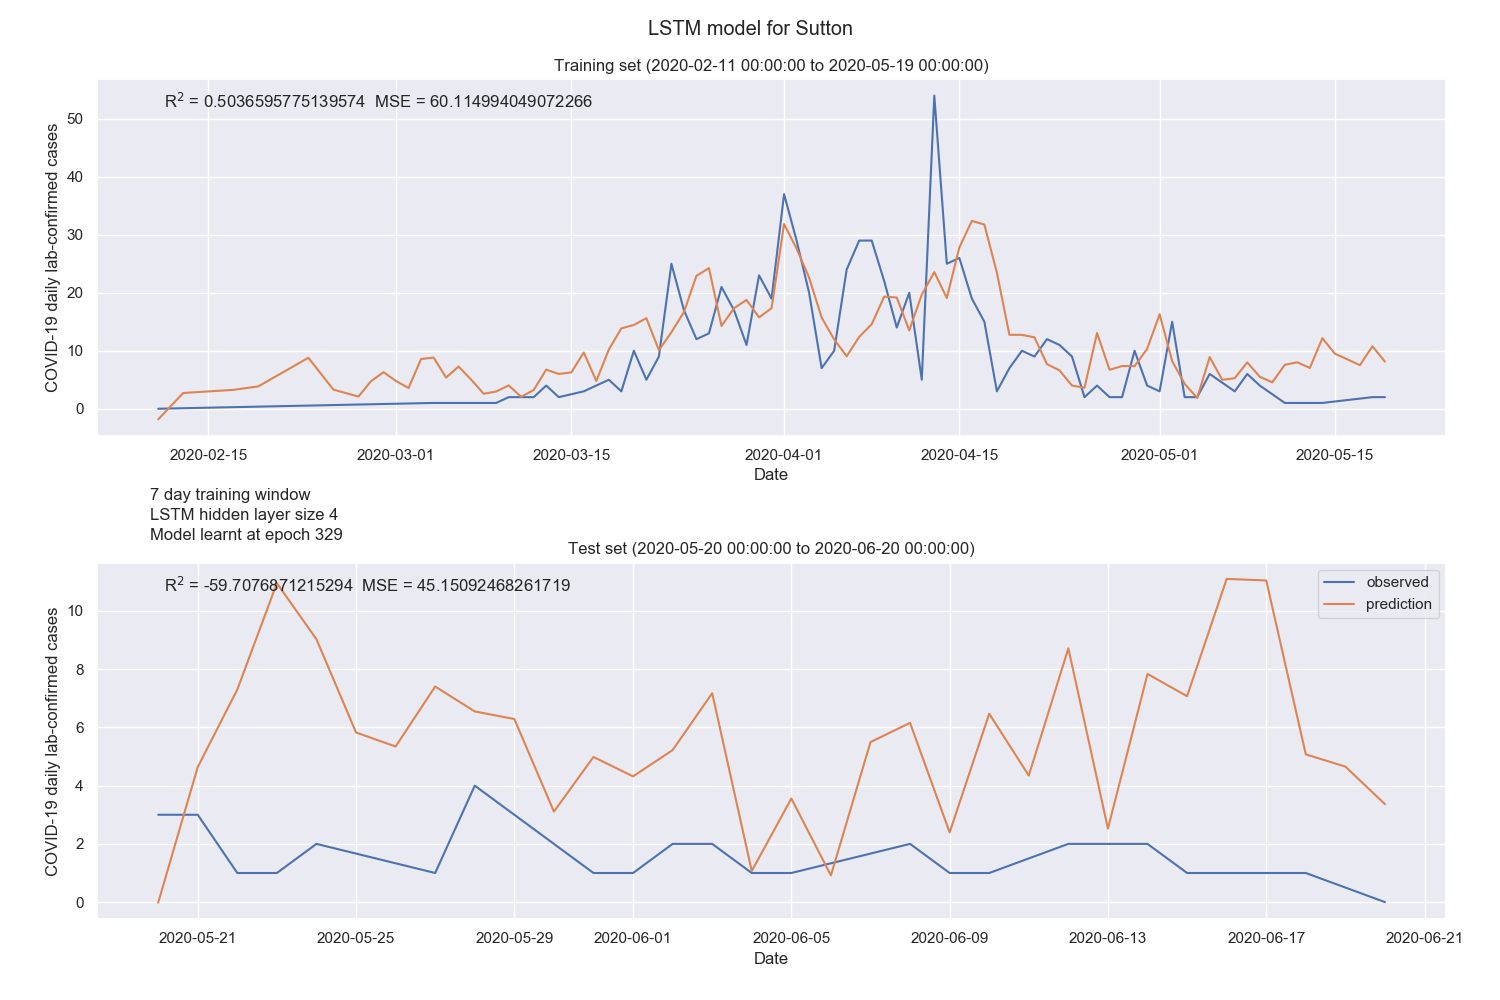 LSTM model for Sutton
Training set (2020-02-11 00:00:00 to 2020-05-19 00:00:00)
R² = 0.5036595775139574 MSE = 60.114994049072266
COVID-19 daily lab-confirmed cases
50
40
30
20
10
0
2020-02-15 2020-03-01 2020-03-15 2020-04-01 2020-04-15 2020-05-01 2020-05-15
Date
7 day training window
LSTM hidden layer size 4
Model learnt at epoch 329
Test set (2020-05-20 00:00:00 to 2020-06-20 00:00:00)
R² = -59.7076871215294 MSE = 45.15092468261719
observed
prediction
COVID-19 daily lab-confirmed cases
10
8
6
4
2
0
2020-05-21 2020-05-25 2020-05-29 2020-06-01 2020-06-05 2020-06-09 2020-06-13 2020-06-17 2020-06-21
Date